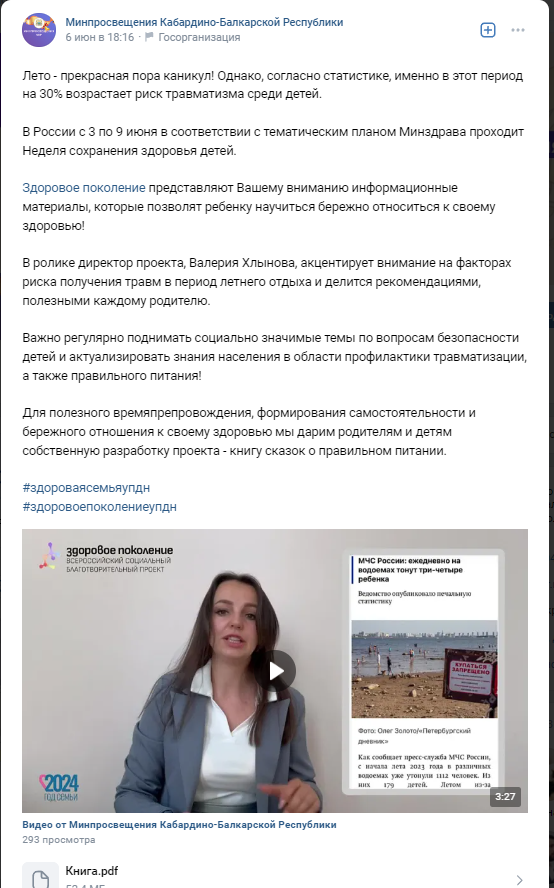 Минпросвещения Кабардино-Балкарской Республики
6 июн в 18:16 · Госорганизация
Лето - прекрасная пора каникул! Однако, согласно статистике, именно в этот период
на 30% возрастает риск травматизма среди детей.
В России с 3 по 9 июня в соответствии с тематическим планом Минздрава проходит
Неделя сохранения здоровья детей.
Здоровое поколение представляют Вашему вниманию информационные
материалы, которые позволят ребенку научиться бережно относиться к своему
здоровью!
В ролике директор проекта, Валерия Хлынова, акцентирует внимание на факторах
риска получения травм в период летнего отдыха и делится рекомендациями,
полезными каждому родителю.
Важно регулярно поднимать социально значимые темы по вопросам безопасности
детей и актуализировать знания населения в области профилактики травматизации,
а также правильного питания!
Для полезного времяпрепровождения, формирования самостоятельности и
бережного отношения к своему здоровью мы дарим родителям и детям
собственную разработку проекта - книгу сказок о правильном питании.
#здороваясемьяупдн
#здоровоепоколениеупдн
здоровое поколение
ВСЕРОССИЙСКИЙ СОЦИАЛЬНЫЙ
БЛАГОТВОРИТЕЛЬНЫЙ ПРОЕКТ
МЧС России: ежедневно на
водоемах тонут три-четыре
ребенка
Ведомство опубликовало печальную
статистику
КУПАТЬСЯ
ЗАПРЕЩЕНО
Фото: Олег Золото/«Петербургский
дневник»
Как сообщает пресс-служба МЧС России,
с начала лета 2023 года в различных
водоемах уже утонули 1112 человек. Из
них 179 детей. Летом из-за
2024
ГОД СЕМЬИ
3:27
Видео от Минпросвещения Кабардино-Балкарской Республики
293 просмотра
Книга.pdf